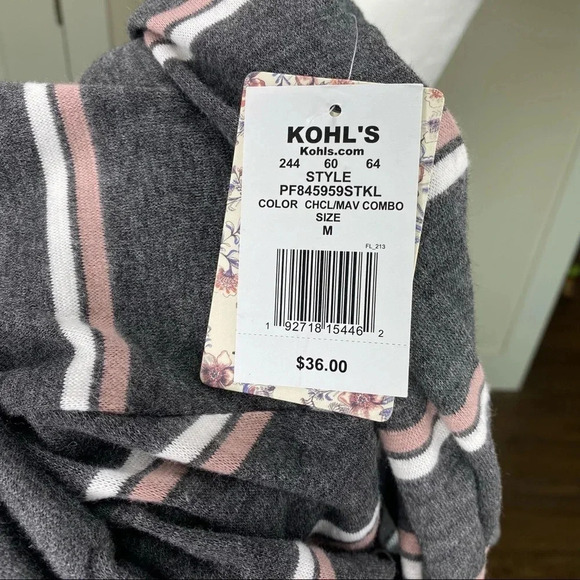 KOHL'S
Kohls.com
244 60 64
STYLE
PF845959STKL
COLOR CHCL/MAV COMBO
SIZE
M
FL_213
1 92718 15446 2
$36.00